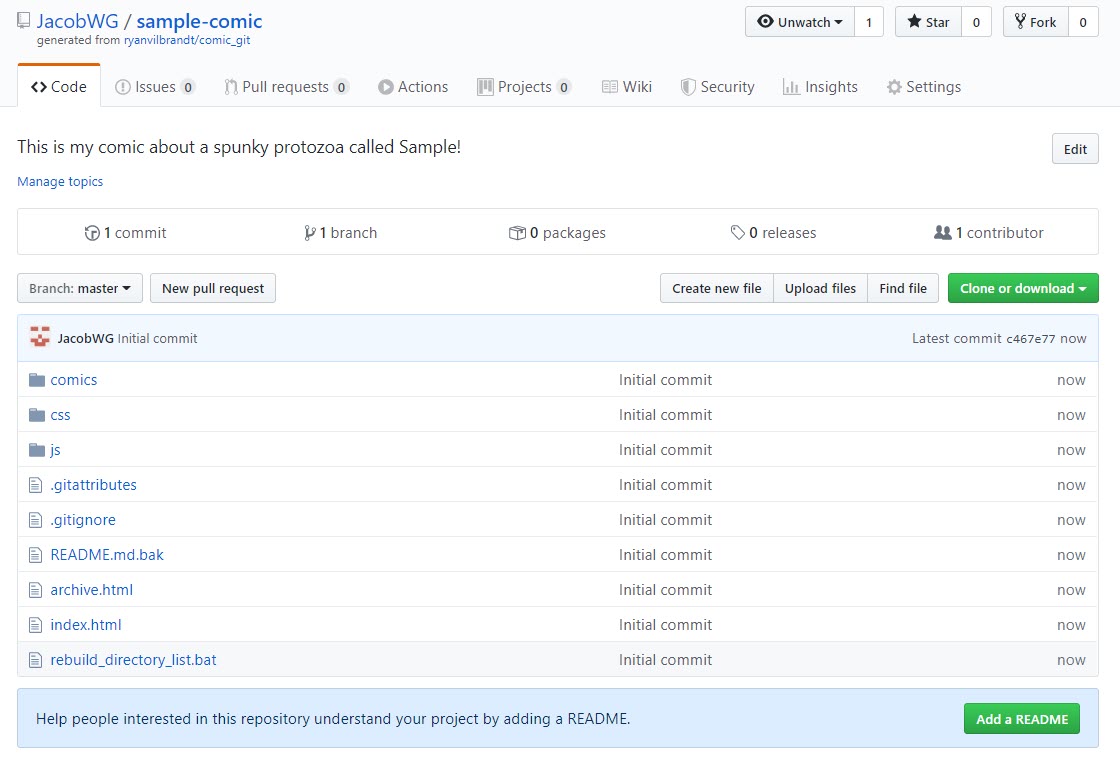 JacobWG / sample-comic
Unwatch 1 Star 0 Fork 0
generated from ryanvilbrandt/comic_git
Code Issues 0 Pull requests 0 Actions Projects 0 Wiki Security Insights Settings
This is my comic about a spunky protozoa called Sample!
Edit
Manage topics
1 commit 1 branch 0 packages 0 releases 1 contributor
Branch: master New pull request Create new file Upload files Find file Clone or download
JacobWG Initial commit Latest commit c467e77 now
comics Initial commit now
css Initial commit now
js Initial commit now
.gitattributes Initial commit now
.gitignore Initial commit now
README.md.bak Initial commit now
archive.html Initial commit now
index.html Initial commit now
rebuild_directory_list.bat Initial commit now
Help people interested in this repository understand your project by adding a README. Add a README